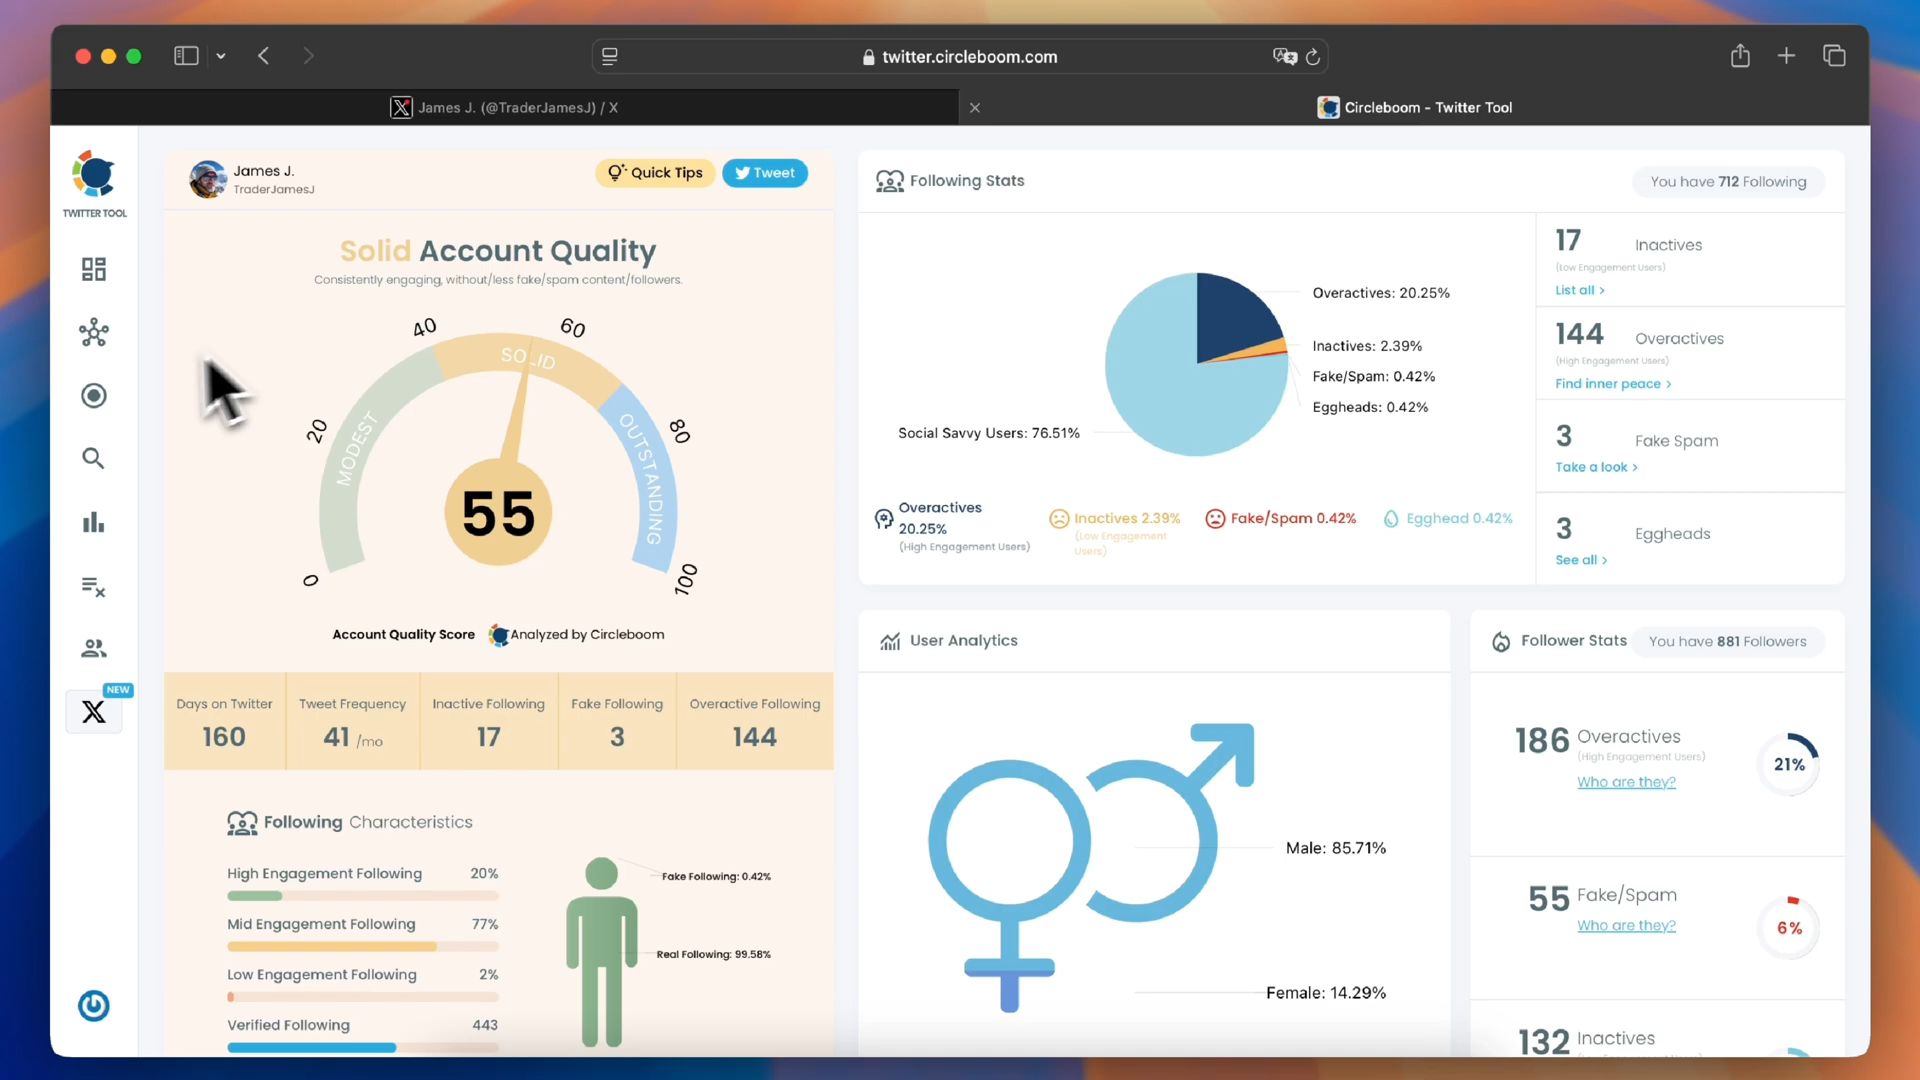 twitter.circleboom.com
James J. (@TraderJamesJ) / X
Circleboom - Twitter Tool
TWITTER TOOL
NEW
James J.
TraderJamesJ
Quick Tips
Tweet
Solid Account Quality
Consistently engaging, without/less fake/spam content/followers.
0
20
40
60
80
100
MODEST
SOLID
OUTSTANDING
55
Account Quality Score
Analyzed by Circleboom
Days on Twitter
160
Tweet Frequency
41 /mo
Inactive Following
17
Fake Following
3
Overactive Following
144
Following Characteristics
High Engagement Following 20%
Mid Engagement Following 77%
Low Engagement Following 2%
Verified Following 443
Fake Following: 0.42%
Real Following: 99.58%
Following Stats
You have 712 Following
Overactives: 20.25%
Inactives: 2.39%
Fake/Spam: 0.42%
Eggheads: 0.42%
Social Savvy Users: 76.51%
Overactives
20.25%
(High Engagement Users)
Inactives 2.39%
(Low Engagement
Users)
Fake/Spam 0.42%
Egghead 0.42%
17 Inactives
(Low Engagement Users)
List all >
144 Overactives
(High Engagement Users)
Find inner peace >
3 Fake Spam
Take a look >
3 Eggheads
See all >
User Analytics
Male: 85.71%
Female: 14.29%
Follower Stats
You have 881 Followers
186 Overactives
(High Engagement Users)
Who are they?
21%
55 Fake/Spam
Who are they?
6%
132 Inactives